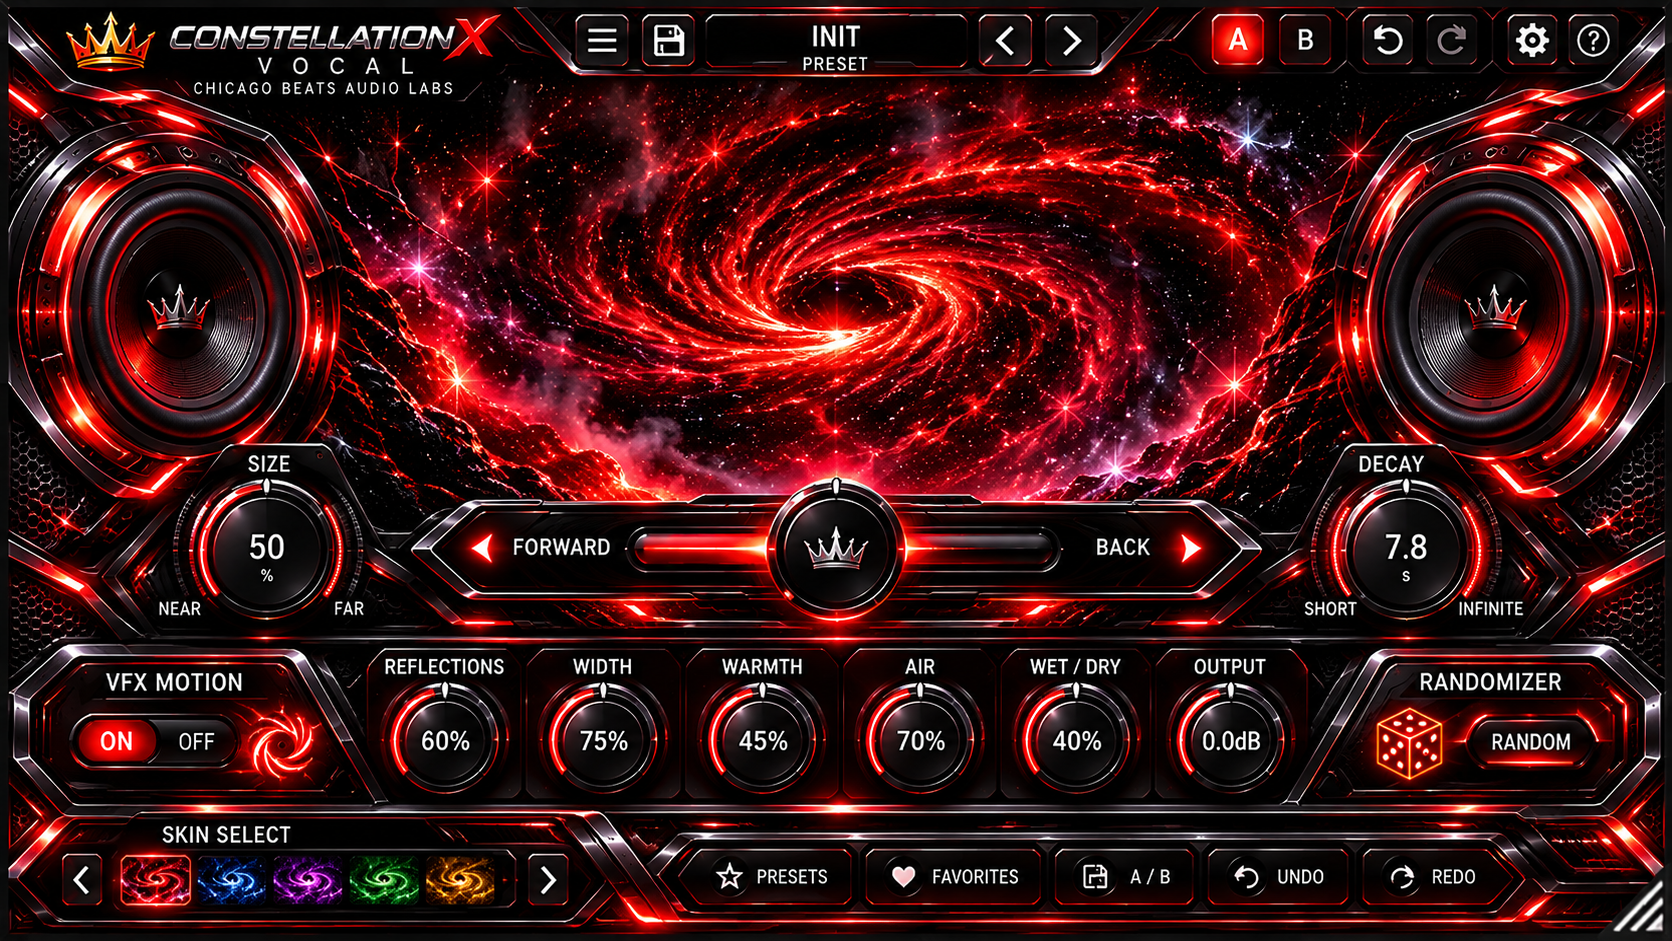 CONSTELLATION X
VOCAL
CHICAGO BEATS AUDIO LABS
INIT
PRESET
A
B
?
SIZE
50
%
NEAR
FAR
FORWARD
BACK
DECAY
7.8
s
SHORT
INFINITE
VFX MOTION
ON
OFF
REFLECTIONS
60%
WIDTH
75%
WARMTH
45%
AIR
70%
WET / DRY
40%
OUTPUT
0.0dB
RANDOMIZER
RANDOM
SKIN SELECT
PRESETS
FAVORITES
A / B
UNDO
REDO